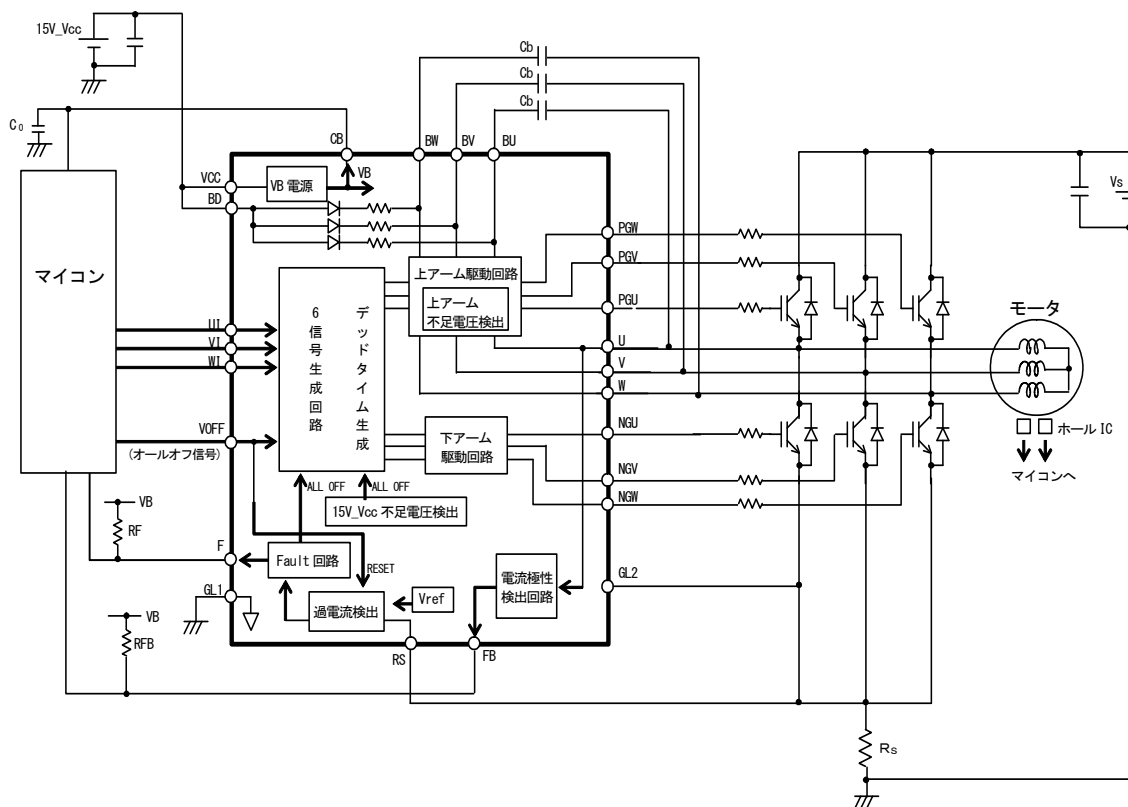 15V_Vcc
C₀
マイコン
Cb
Cb
Cb
CB
BW
BV
BU
VCC
BD
VB 電源
VB
PGW
PGV
PGU
上アーム駆動回路
上アーム
不足電圧検出
6
信号生成回路
デッドタイム生成
UI
VI
WI
VOFF
(オールオフ信号)
U
V
W
下アーム
駆動回路
NGU
NGV
NGW
Vs
モータ
ホール IC
マイコンへ
ALL OFF
ALL OFF
15V_Vcc 不足電圧検出
VB
RF
F
Fault 回路
RESET
GL1
過電流検出
Vref
電流極性
検出回路
GL2
VB
RFB
RS
FB
Rs